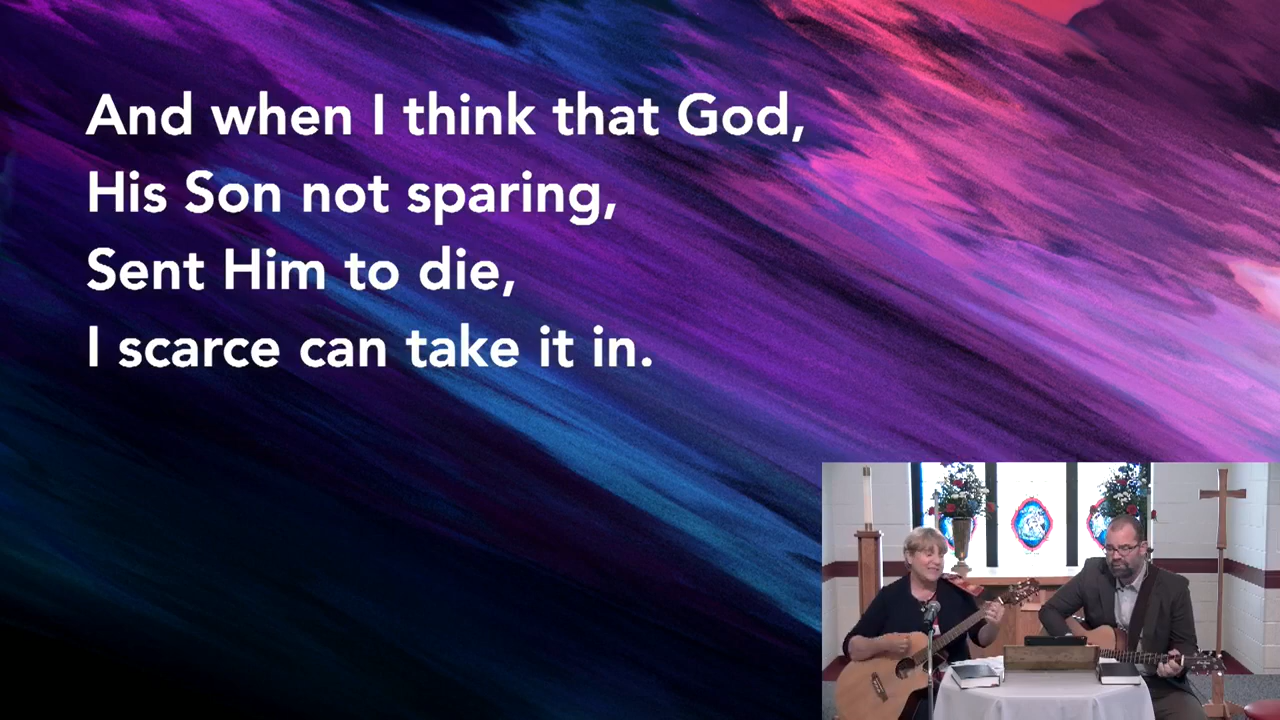 And when I think that God,
His Son not sparing,
Sent Him to die,
I scarce can take it in.